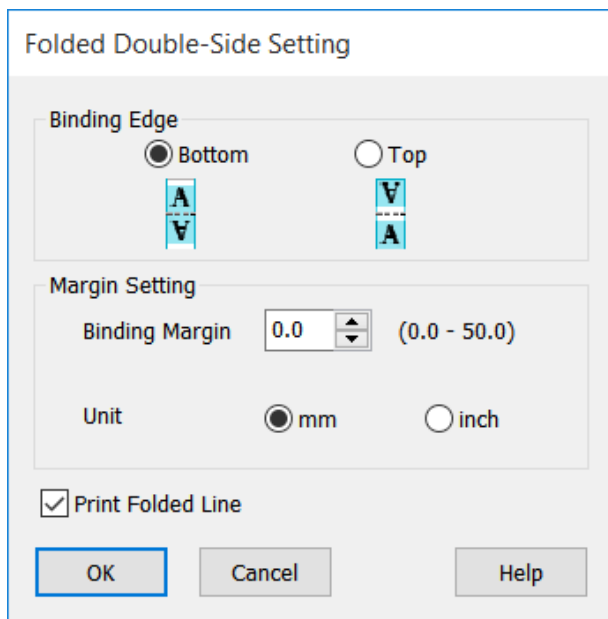 Folded Double-Side Setting
Binding Edge
Bottom Top
A A
A A
Margin Setting
Binding Margin 0.0 (0.0 - 50.0)
Unit mm inch
Print Folded Line
OK Cancel Help